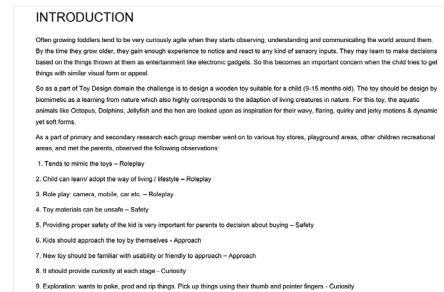 INTRODUCTION
Often growing toddlers tend to be very curiously agile when they starts observing, understanding and communicating the world around them.
By the time they grow older, they gain enough experience to notice and react to any kind of sensory inputs. They may learn to make decisions
based on the things thrown at them as entertainment like electronic gadgets. So this becomes an important concern when the child tries to get
things with similar visual form or appeal.
So as a part of Toy Design domain the challenge is to design a wooden toy suitable for a child (9-15 months old). The toy should be design by
biomimetic as a learning from nature which also highly corresponds to the adaption of living creatures in nature. For this toy, the aquatic
animals like Octopus, Dolphins, Jellyfish and the hen are looked upon as inspiration for their wavy, flaring, quirky and jerky motions & dynamic
yet soft forms.
As a part of primary and secondary research each group member went on to various toy stores, playground areas, other children recreational
areas, and met the parents, observed the following observations:
1. Tends to mimic the toys – Roleplay
2. Child can learn/ adopt the way of living / lifestyle – Roleplay
3. Role play: camera, mobile, car etc. – Roleplay
4. Toy materials can be unsafe – Safety
5. Providing proper safety of the kid is very important for parents to decision about buying – Safety
6. Kids should approach the toy by themselves - Approach
7. New toy should be familiar with usability or friendly to approach – Approach
8. It should provide curiosity at each stage - Curiosity
9. Exploration: wants to poke, prod and rip things. Pick up things using their thumb and pointer fingers - Curiosity